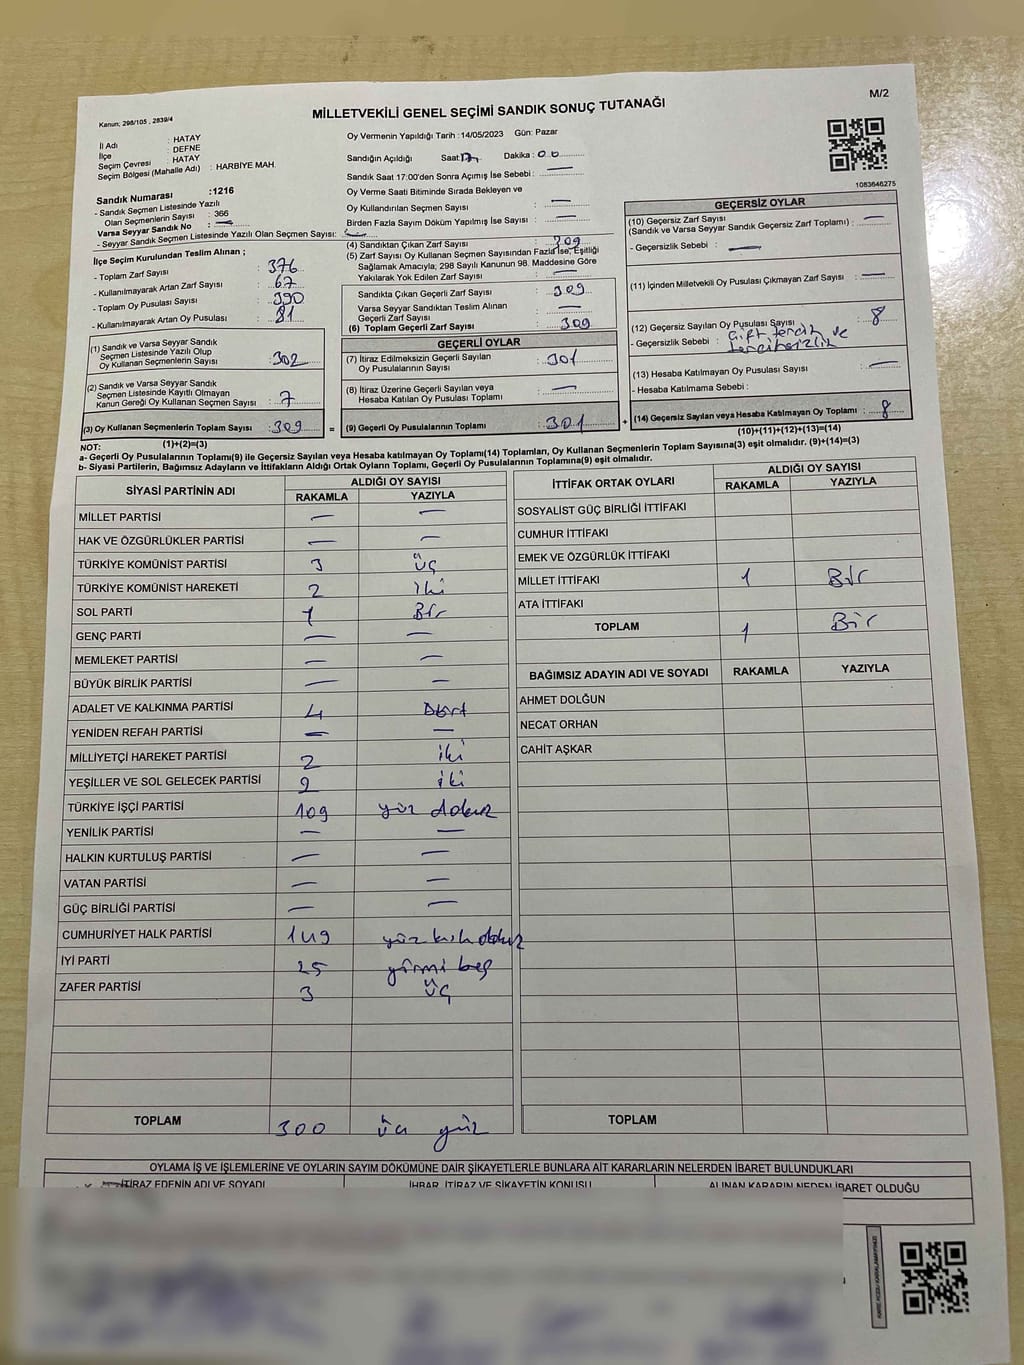 M/2
MİLLETVEKİLİ GENEL SEÇİMİ SANDIK SONUÇ TUTANAĞI
Kanun: 298/105 , 2839/4
İl Adı : HATAY
İlçe : DEFNE
Seçim Çevresi : HATAY
Seçim Bölgesi (Mahalle Adı) : HARBİYE MAH.
Sandık Numarası :1216
- Sandık Seçmen Listesinde Yazılı
Olan Seçmenlerin Sayısı : 366
Varsa Seyyar Sandık No :
- Seyyar Sandık Seçmen Listesinde Yazılı Olan Seçmen Sayısı:
İlçe Seçim Kurulundan Teslim Alınan ;
- Toplam Zarf Sayısı : 376
- Kullanılmayarak Artan Zarf Sayısı : 67
- Toplam Oy Pusulası Sayısı : 390
- Kullanılmayarak Artan Oy Pusulası : 81
(1) Sandık ve Varsa Seyyar Sandık
Seçmen Listesinde Yazılı Olup
Oy Kullanan Seçmenlerin Sayısı : 302
(2) Sandık ve Varsa Seyyar Sandık
Seçmen Listesinde Kayıtlı Olmayan
Kanun Gereği Oy Kullanan Seçmen Sayısı : 7
(3) Oy Kullanan Seçmenlerin Toplam Sayısı : 309
(1)+(2)=(3)
Oy Vermenin Yapıldığı Tarih :14/05/2023 Gün: Pazar
Sandığın Açıldığı Saat: Dakika : 00
Sandık Saat 17:00'den Sonra Açımış İse Sebebi : —
Oy Verme Saati Bitiminde Sırada Bekleyen ve
Oy Kullandırılan Seçmen Sayısı : —
Birden Fazla Sayım Döküm Yapılmış İse Sayısı : —
(4) Sandıktan Çıkan Zarf Sayısı : 309
(5) Zarf Sayısı Oy Kullanan Seçmen Sayısından Fazla İse, Eşitliği
Sağlamak Amacıyla, 298 Sayılı Kanunun 98. Maddesine Göre
Yakılarak Yok Edilen Zarf Sayısı : —
Sandıkta Çıkan Geçerli Zarf Sayısı : 309
Varsa Seyyar Sandıktan Teslim Alınan
Geçerli Zarf Sayısı : —
(6) Toplam Geçerli Zarf Sayısı : 309
GEÇERLİ OYLAR
(7) İtiraz Edilmeksizin Geçerli Sayılan
Oy Pusulalarının Sayısı : 301
(8) İtiraz Üzerine Geçerli Sayılan veya
Hesaba Katılan Oy Pusulası Toplamı : —
= (9) Geçerli Oy Pusulalarının Toplamı : 301 +
1083646275
GEÇERSİZ OYLAR
(10) Geçersiz Zarf Sayısı
(Sandık ve Varsa Seyyar Sandık Geçersiz Zarf Toplamı) : —
- Geçersizlik Sebebi : —
(11) İçinden Milletvekili Oy Pusulası Çıkmayan Zarf Sayısı : —
(12) Geçersiz Sayılan Oy Pusulası Sayısı : 8
- Geçersizlik Sebebi : Çift tercih ve
tercihsizlik
(13) Hesaba Katılmayan Oy Pusulası Sayısı : —
- Hesaba Katılmama Sebebi :
(14) Geçersiz Sayılan veya Hesaba Katılmayan Oy Toplamı : 8
(10)+(11)+(12)+(13)=(14)
NOT:
a- Geçerli Oy Pusulalarının Toplamı(9) ile Geçersiz Sayılan veya Hesaba katılmayan Oy Toplamı(14) Toplamları, Oy Kullanan Seçmenlerin Toplam Sayısına(3) eşit olmalıdır. (9)+(14)=(3)
b- Siyasi Partilerin, Bağımsız Adayların ve İttifakların Aldığı Ortak Oyların Toplamı, Geçerli Oy Pusulalarının Toplamına(9) eşit olmalıdır.
SİYASİ PARTİNİN ADI ALDIĞI OY SAYISI
RAKAMLA YAZIYLA
MİLLET PARTİSİ — —
HAK VE ÖZGÜRLÜKLER PARTİSİ — —
TÜRKİYE KOMÜNİST PARTİSİ 3 üç
TÜRKİYE KOMÜNİST HAREKETİ 2 iki
SOL PARTİ 1 Bir
GENÇ PARTİ — —
MEMLEKET PARTİSİ — —
BÜYÜK BİRLİK PARTİSİ — —
ADALET VE KALKINMA PARTİSİ 4 Dört
YENİDEN REFAH PARTİSİ — —
MİLLİYETÇİ HAREKET PARTİSİ 2 iki
YEŞİLLER VE SOL GELECEK PARTİSİ 2 iki
TÜRKİYE İŞÇİ PARTİSİ 109 yüz dokuz
YENİLİK PARTİSİ — —
HALKIN KURTULUŞ PARTİSİ — —
VATAN PARTİSİ — —
GÜÇ BİRLİĞİ PARTİSİ — —
CUMHURİYET HALK PARTİSİ 149 yüz kırk dokuz
İYİ PARTİ 25 yirmi beş
ZAFER PARTİSİ 3 üç
TOPLAM 300 üç yüz
İTTİFAK ORTAK OYLARI ALDIĞI OY SAYISI
RAKAMLA YAZIYLA
SOSYALİST GÜÇ BİRLİĞİ İTTİFAKI
CUMHUR İTTİFAKI
EMEK VE ÖZGÜRLÜK İTTİFAKI
MİLLET İTTİFAKI 1 Bir
ATA İTTİFAKI
TOPLAM 1 Bir
BAĞIMSIZ ADAYIN ADI VE SOYADI RAKAMLA YAZIYLA
AHMET DOLĞUN
NECAT ORHAN
CAHİT AŞKAR
TOPLAM
OYLAMA İŞ VE İŞLEMLERİNE VE OYLARIN SAYIM DÖKÜMÜNE DAİR ŞİKAYETLERLE BUNLARA AİT KARARLARIN NELERDEN İBARET BULUNDUKLARI
İTİRAZ EDENİN ADI VE SOYADI İHBAR, İTİRAZ VE ŞİKAYETİN KONUSU ALINAN KARARIN NEDEN İBARET OLDUĞU